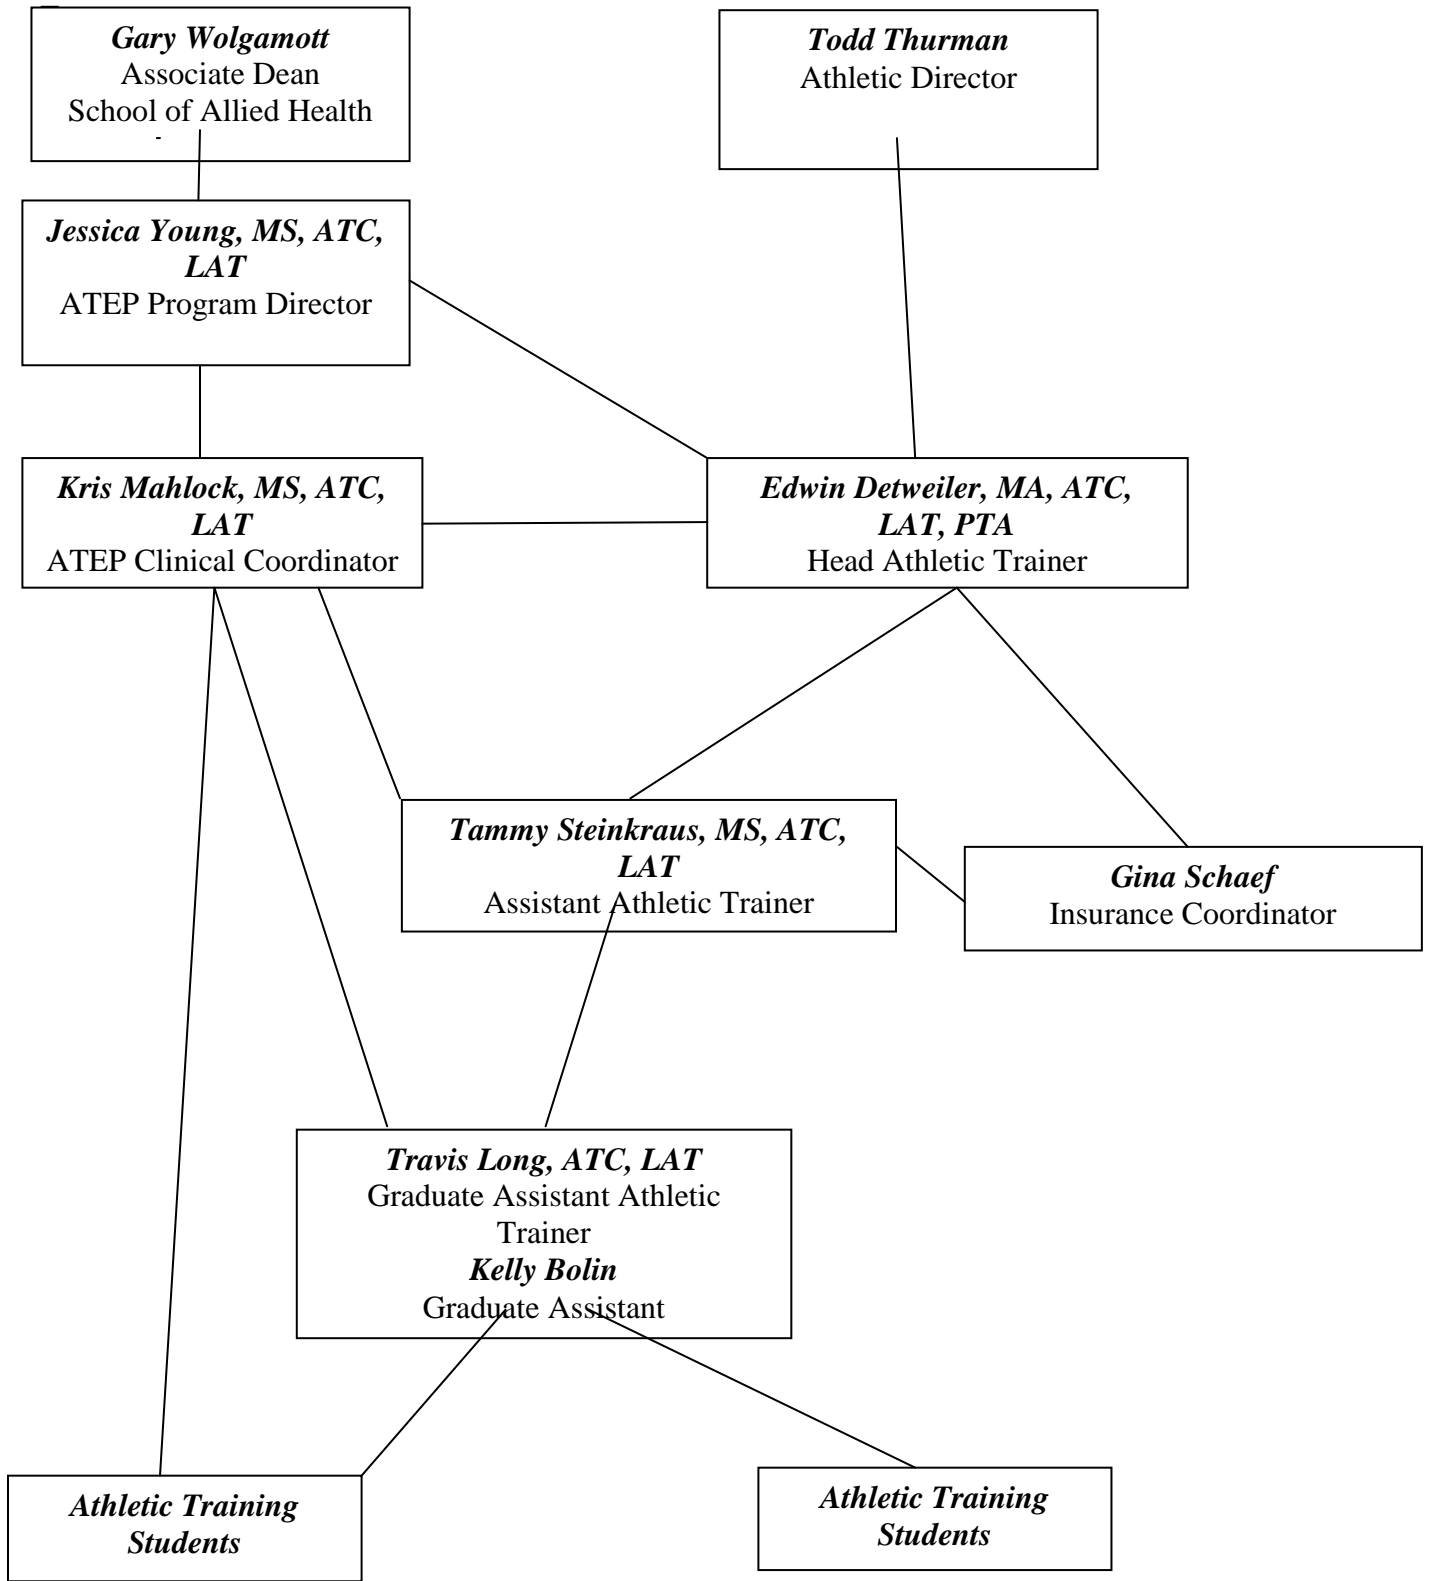 Gary Wolgamott
Associate Dean
School of Allied Health
-
Todd Thurman
Athletic Director
Jessica Young, MS, ATC,
LAT
ATEP Program Director
Kris Mahlock, MS, ATC,
LAT
ATEP Clinical Coordinator
Edwin Detweiler, MA, ATC,
LAT, PTA
Head Athletic Trainer
Tammy Steinkraus, MS, ATC,
LAT
Assistant Athletic Trainer
Gina Schaef
Insurance Coordinator
Travis Long, ATC, LAT
Graduate Assistant Athletic
Trainer
Kelly Bolin
Graduate Assistant
Athletic Training
Students
Athletic Training
Students